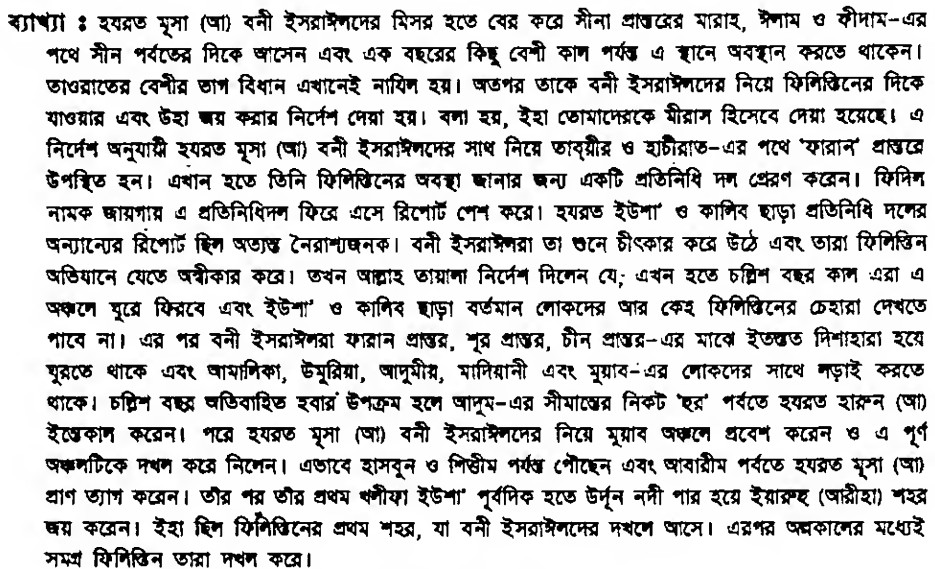 ব্যাখ্যা : হযরত মূসা (আ) বনী ইসরাঈলদের মিসর হতে বের করে সীনা প্রান্তরের মারাহ, ঈলাম ও কীদাম-এর
পথে সীন পর্বতের দিকে আসেন এবং এক বছরের কিছু বেশী কাল পর্যন্ত এ স্থানে অবস্থান করতে থাকেন।
তাওরাতের বেশীর ভাগ বিধান এখানেই নাযিল হয়। অতপর তাকে বনী ইসরাঈলদের নিয়ে ফিলিস্তিনের দিকে
যাওয়ার এবং উহা জয় করার নির্দেশ দেয়া হয়। বলা হয়, ইহা তোমাদেরকে মীরাস হিসেবে দেয়া হয়েছে। এ
নির্দেশ অনুযায়ী হযরত মূসা (আ) বনী ইসরাঈলদের সাথ নিয়ে তাব্‌য়ীর ও হাচীরাত-এর পথে 'ফারান' প্রান্তরে
উপস্থিত হন। এখান হতে তিনি ফিলিস্তিনের অবস্থা জানার জন্য একটি প্রতিনিধি দল প্রেরণ করেন। ফিদিস
নামক জায়গায় এ প্রতিনিধিদল ফিরে এসে রিপোর্ট পেশ করে। হযরত ইউশা' ও কালিব ছাড়া প্রতিনিধি দলের
অন্যান্যের রিপোর্ট ছিল অত্যন্ত নৈরাশ্যজনক। বনী ইসরাঈলরা তা শুনে চীৎকার করে উঠে এবং তারা ফিলিস্তিন
অভিযানে যেতে অস্বীকার করে। তখন আল্লাহ তায়ালা নির্দেশ দিলেন যে; এখন হতে চল্লিশ বছর কাল এরা এ
অঞ্চলে ঘুরে ফিরবে এবং ইউশা' ও কালিব ছাড়া বর্তমান লোকদের আর কেহ ফিলিস্তিনের চেহারা দেখতে
পাবে না। এর পর বনী ইসরাঈলরা ফারান প্রান্তর, শূর প্রান্তর, চীন প্রান্তর-এর মাঝে ইতস্তত দিশাহারা হয়ে
ঘুরতে থাকে এবং আমালিকা, উমুরিয়া, আদুমীয়, মাদিয়ানী এবং মুয়াব-এর লোকদের সাথে লড়াই করতে
থাকে। চল্লিশ বছর অতিবাহিত হবার উপক্রম হলে আদুম-এর সীমান্তের নিকট 'হুর' পর্বতে হযরত হারুন (আ)
ইন্তেকাল করেন। পরে হযরত মূসা (আ) বনী ইসরাঈলদের নিয়ে মুয়াব অঞ্চলে প্রবেশ করেন ও এ পূর্ণ
অঞ্চলটিকে দখল করে নিলেন। এভাবে হাসবুন ও শিত্তীম পর্যন্ত পৌছেন এবং আবারীম পর্বতে হযরত মূসা (আ)
প্রাণ ত্যাগ করেন। তাঁর পর তাঁর প্রথম খলীফা ইউশা' পূর্বদিক হতে উর্দুন নদী পার হয়ে ইয়ারুহু (আরীহা) শহর
জয় করেন। ইহা ছিল ফিলিস্তিনের প্রথম শহর, যা বনী ইসরাঈলদের দখলে আসে। এরপর অল্পকালের মধ্যেই
সমগ্র ফিলিস্তিন তারা দখল করে।